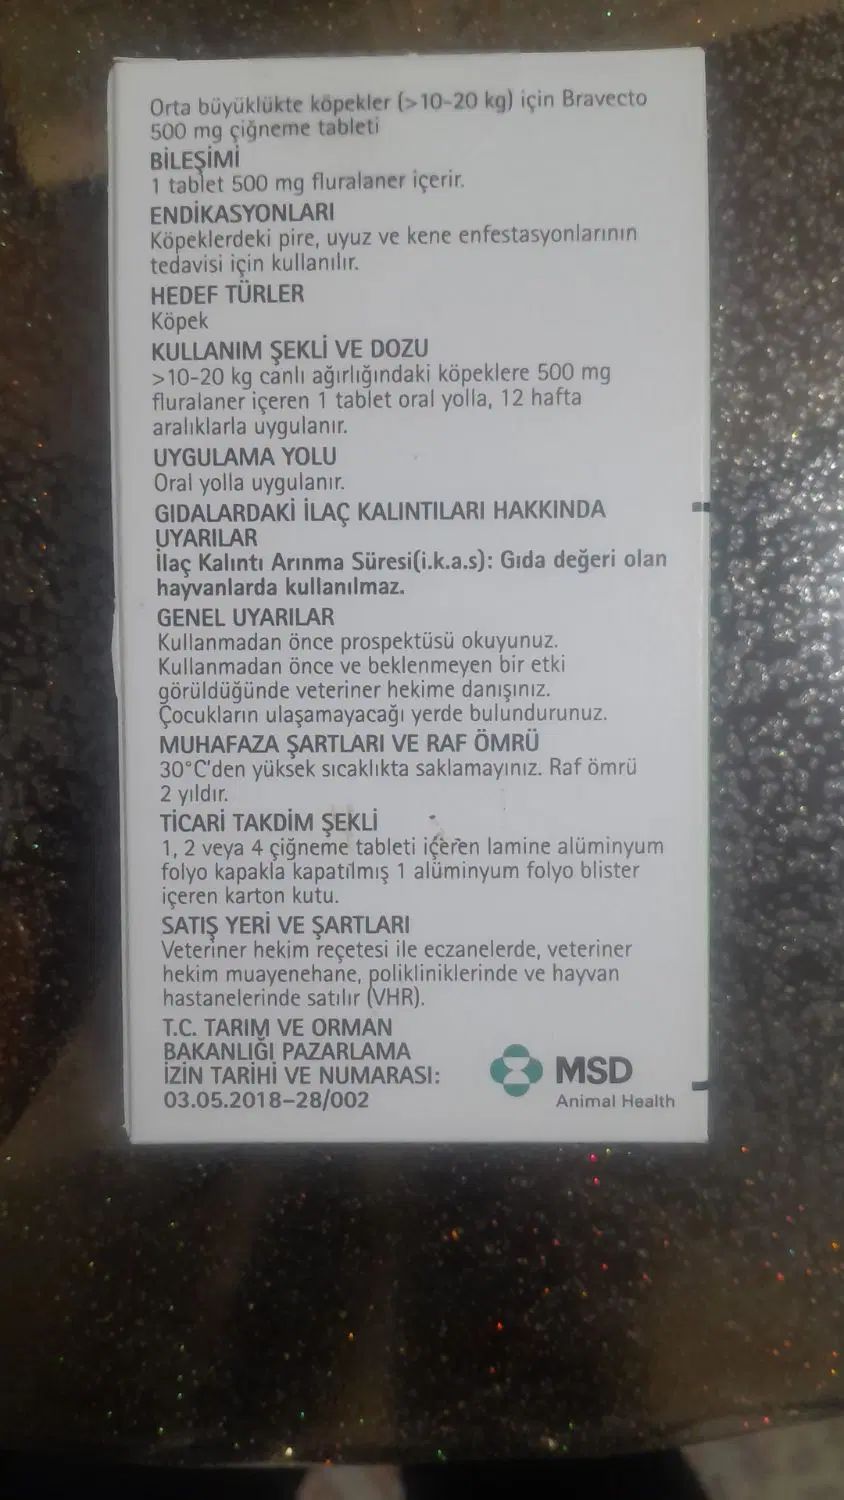 Orta büyüklükte köpekler (>10-20 kg) için Bravecto
500 mg çiğneme tableti
BİLEŞİMİ
1 tablet 500 mg fluralaner içerir.
ENDİKASYONLARI
Köpeklerdeki pire, uyuz ve kene enfestasyonlarının
tedavisi için kullanılır.
HEDEF TÜRLER
Köpek
KULLANIM ŞEKLİ VE DOZU
>10-20 kg canlı ağırlığındaki köpeklere 500 mg
fluralaner içeren 1 tablet oral yolla, 12 hafta
aralıklarla uygulanır.
UYGULAMA YOLU
Oral yolla uygulanır.
GIDALARDAKİ İLAÇ KALINTILARI HAKKINDA
UYARILAR
İlaç Kalıntı Arınma Süresi(i.k.a.s): Gıda değeri olan
hayvanlarda kullanılmaz.
GENEL UYARILAR
Kullanmadan önce prospektüsü okuyunuz.
Kullanmadan önce ve beklenmeyen bir etki
görüldüğünde veteriner hekime danışınız.
Çocukların ulaşamayacağı yerde bulundurunuz.
MUHAFAZA ŞARTLARI VE RAF ÖMRÜ
30°C'den yüksek sıcaklıkta saklamayınız. Raf ömrü
2 yıldır.
TİCARİ TAKDİM ŞEKLİ
1, 2 veya 4 çiğneme tableti içeren lamine alüminyum
folyo kapakla kapatılmış 1 alüminyum folyo blister
içeren karton kutu.
SATIŞ YERİ VE ŞARTLARI
Veteriner hekim reçetesi ile eczanelerde, veteriner
hekim muayenehane, polikliniklerinde ve hayvan
hastanelerinde satılır (VHR).
T.C. TARIM VE ORMAN
BAKANLIĞI PAZARLAMA
İZİN TARİHİ VE NUMARASI:
03.05.2018-28/002
MSD
Animal Health